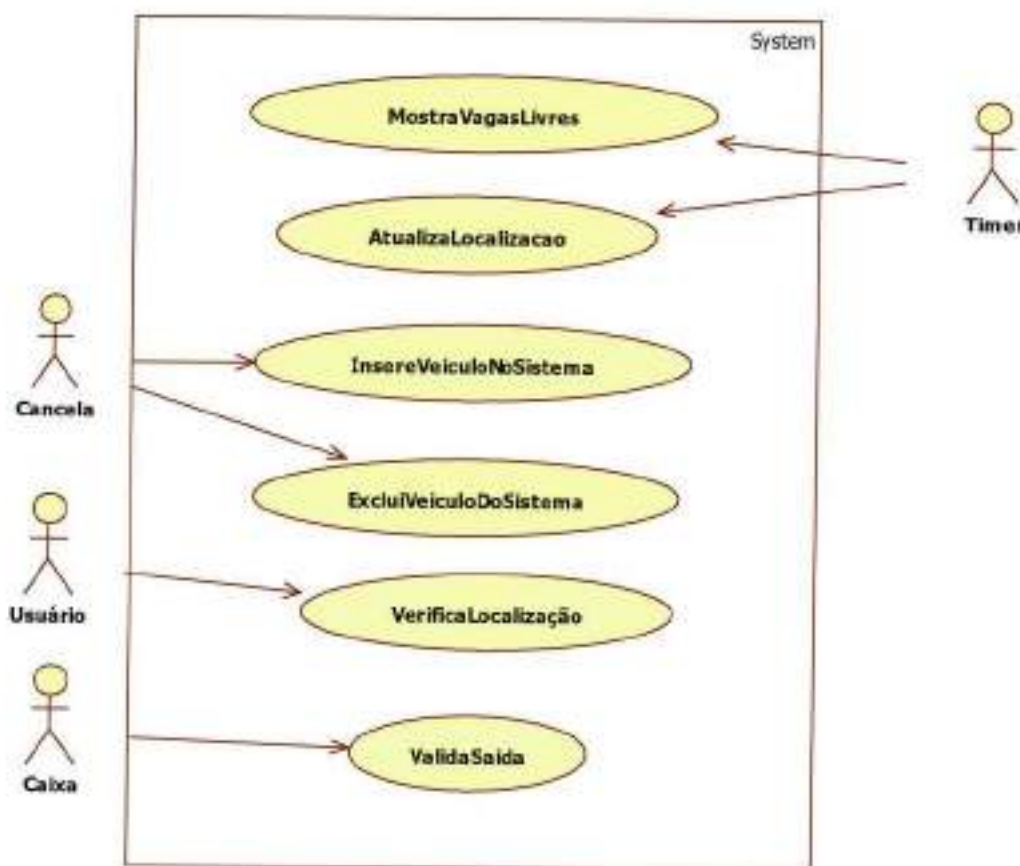 System
MostraVagasLivres
Timer
AtualizaLocalizacao
InsereVeiculoNoSistema
Cancela
ExcluiVeiculoDoSistema
Usuário
VerificaLocalização
Caixa
ValidaSaida